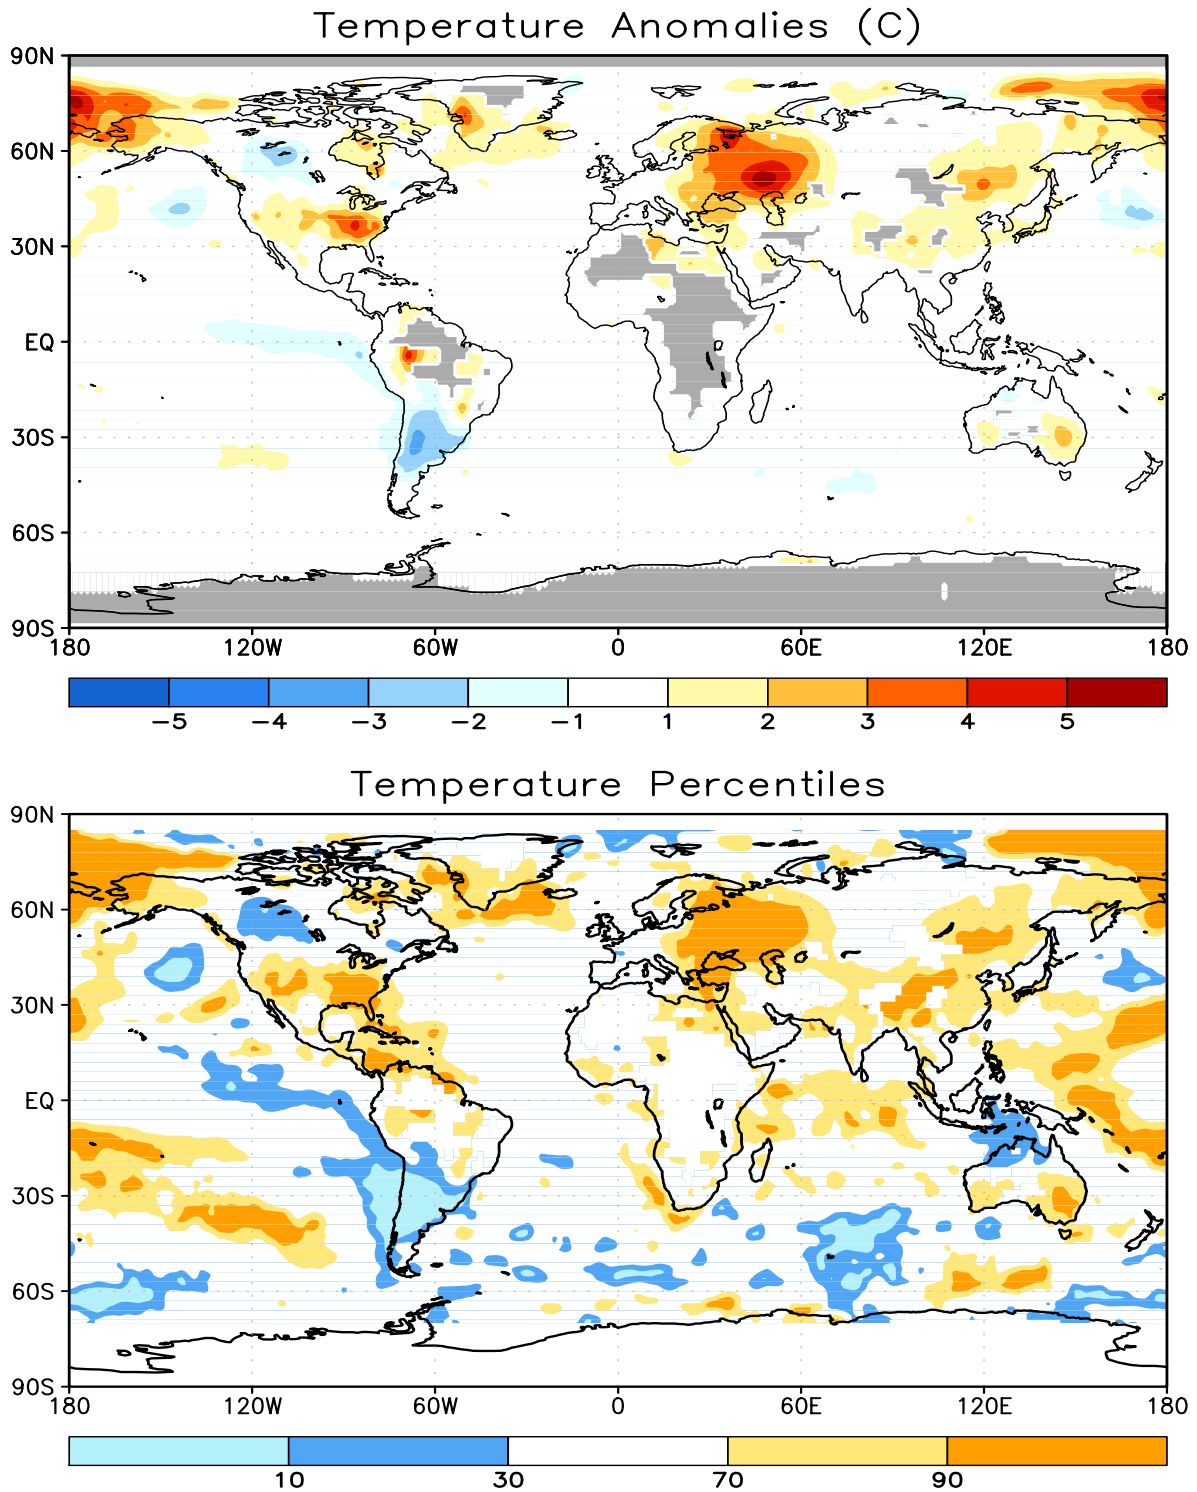 Temperature Anomalies (C)
90N
60N
30N
EQ
30S
60S
90S
180 120W 60W 0 60E 120E 180
-5 -4 -3 -2 -1 1 2 3 4 5
Temperature Percentiles
90N
60N
30N
EQ
30S
60S
90S
180 120W 60W 0 60E 120E 180
10 30 70 90